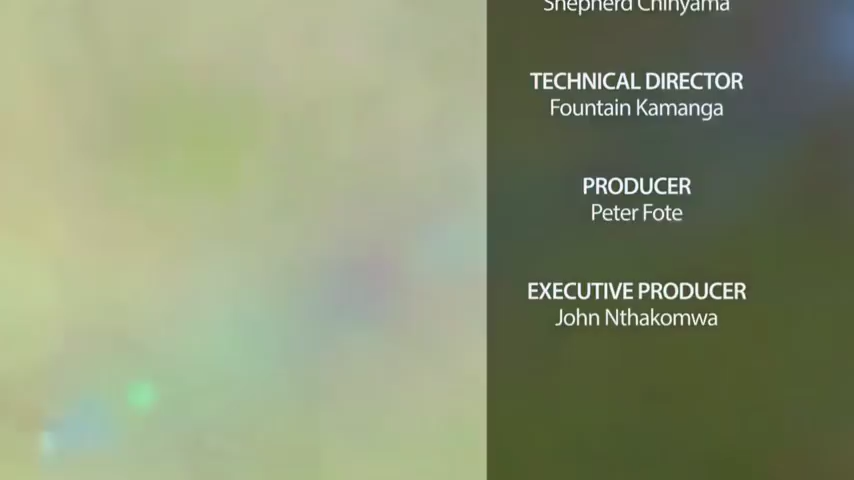 Shepherd Chinyama
TECHNICAL DIRECTOR
Fountain Kamanga
PRODUCER
Peter Fote
EXECUTIVE PRODUCER
John Nthakomwa